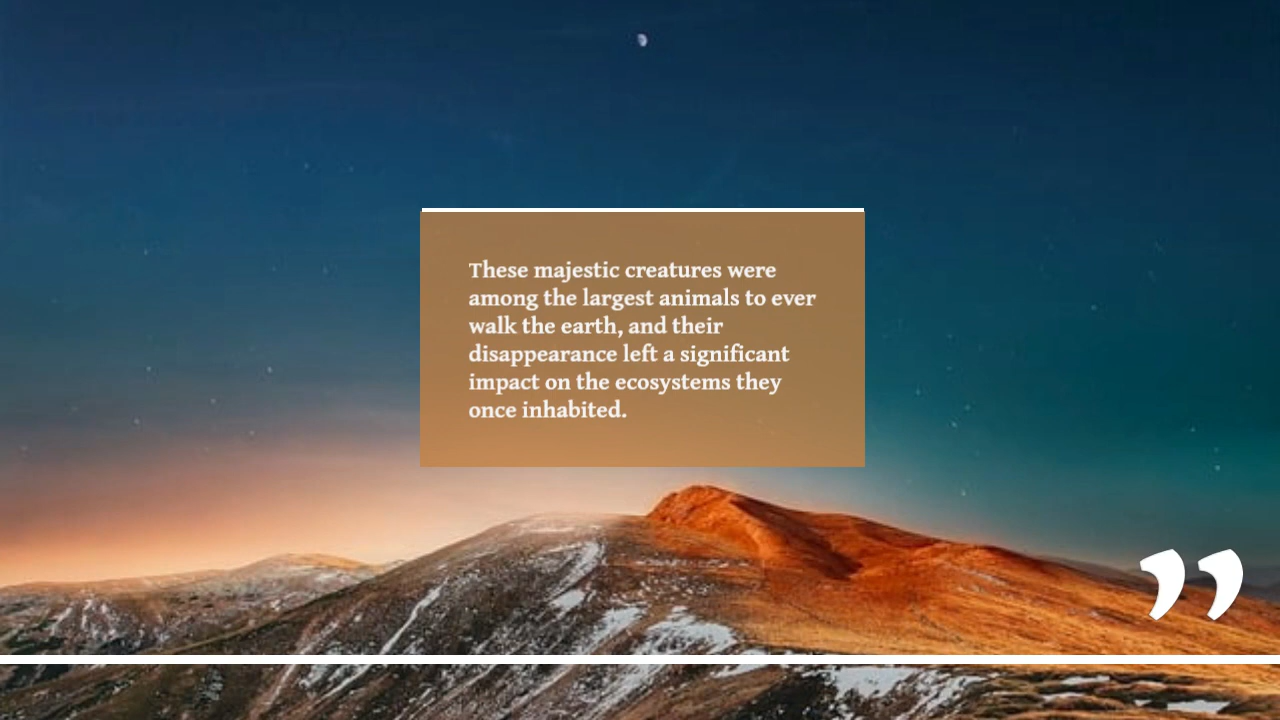 These majestic creatures were
among the largest animals to ever
walk the earth, and their
disappearance left a significant
impact on the ecosystems they
once inhabited.
”